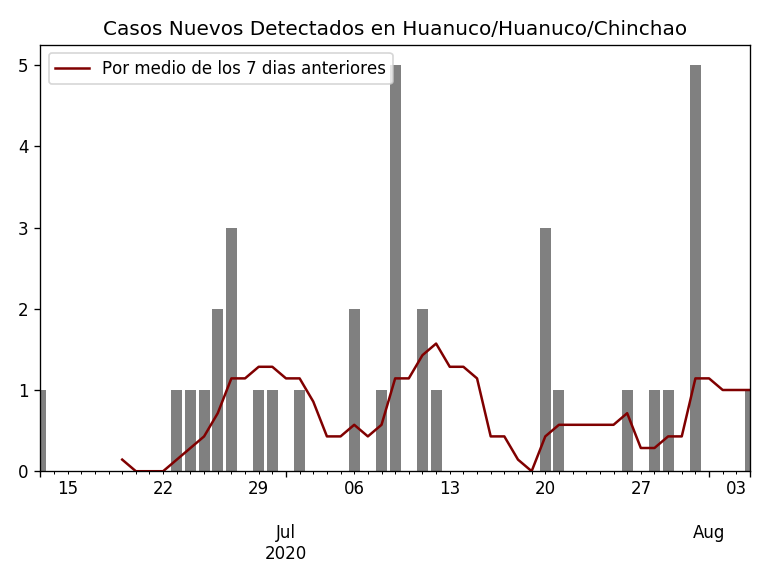 Casos Nuevos Detectados en Huanuco/Huanuco/Chinchao
Por medio de los 7 dias anteriores
5
4
3
2
1
0
15 22 29 06 13 20 27 03
Jul Aug
2020